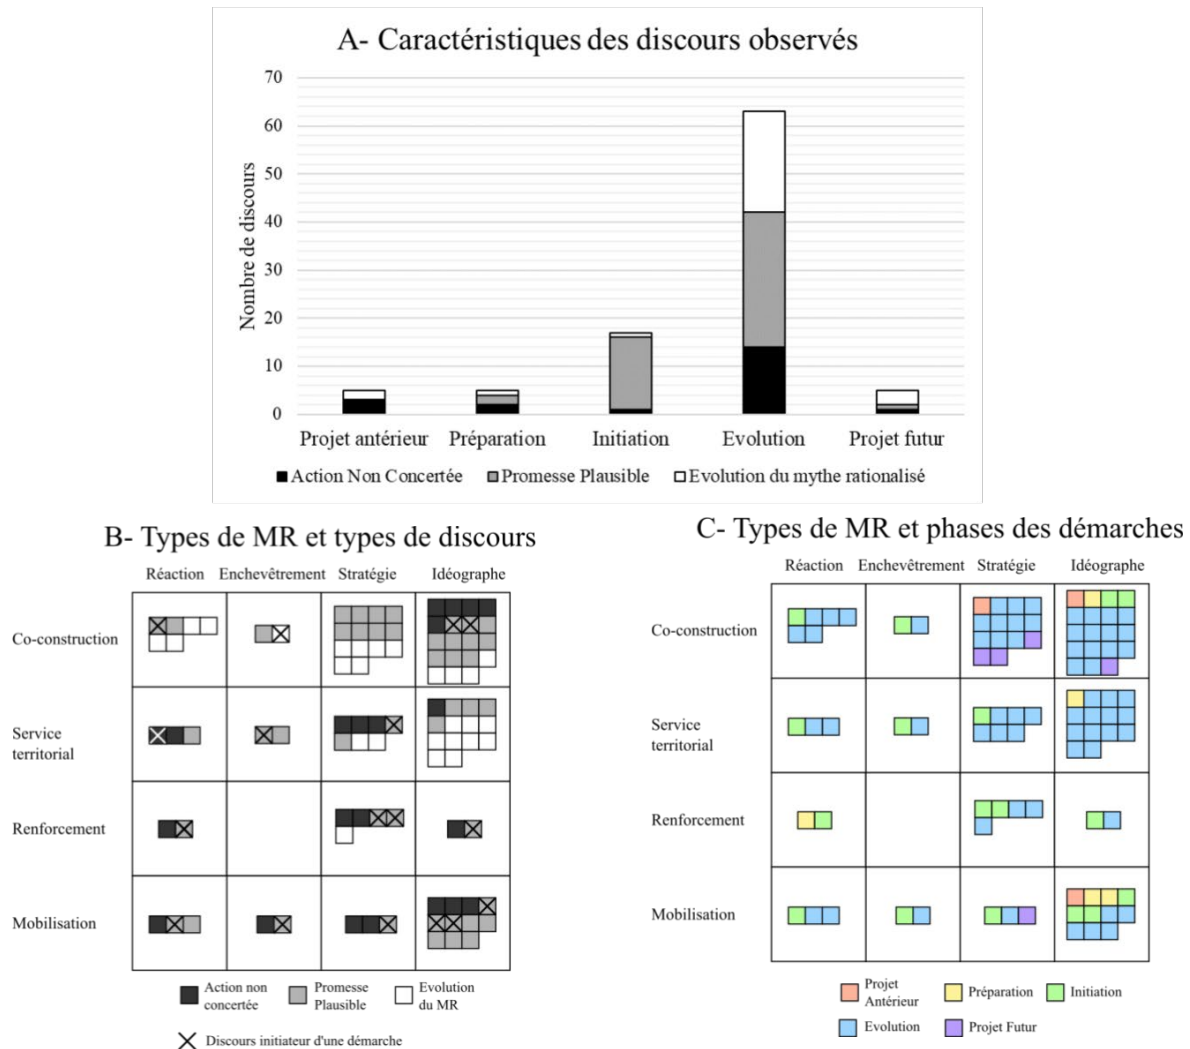 A- Caractéristiques des discours observés
70
60
50
40
30
20
10
0
Nombre de discours
Projet antérieur Préparation Initiation Evolution Projet futur
Action Non Concertée Promesse Plausible Evolution du mythe rationalisé
B- Types de MR et types de discours
Réaction Enchevêtrement Stratégie Idéographe
Co-construction
Service
territorial
Renforcement
Mobilisation
Action non
concertée
Promesse
Plausible
Evolution
du MR
Discours initiateur d'une démarche
C- Types de MR et phases des démarches
Réaction Enchevêtrement Stratégie Idéographe
Co-construction
Service
territorial
Renforcement
Mobilisation
Projet
Antérieur
Préparation
Initiation
Evolution
Projet Futur